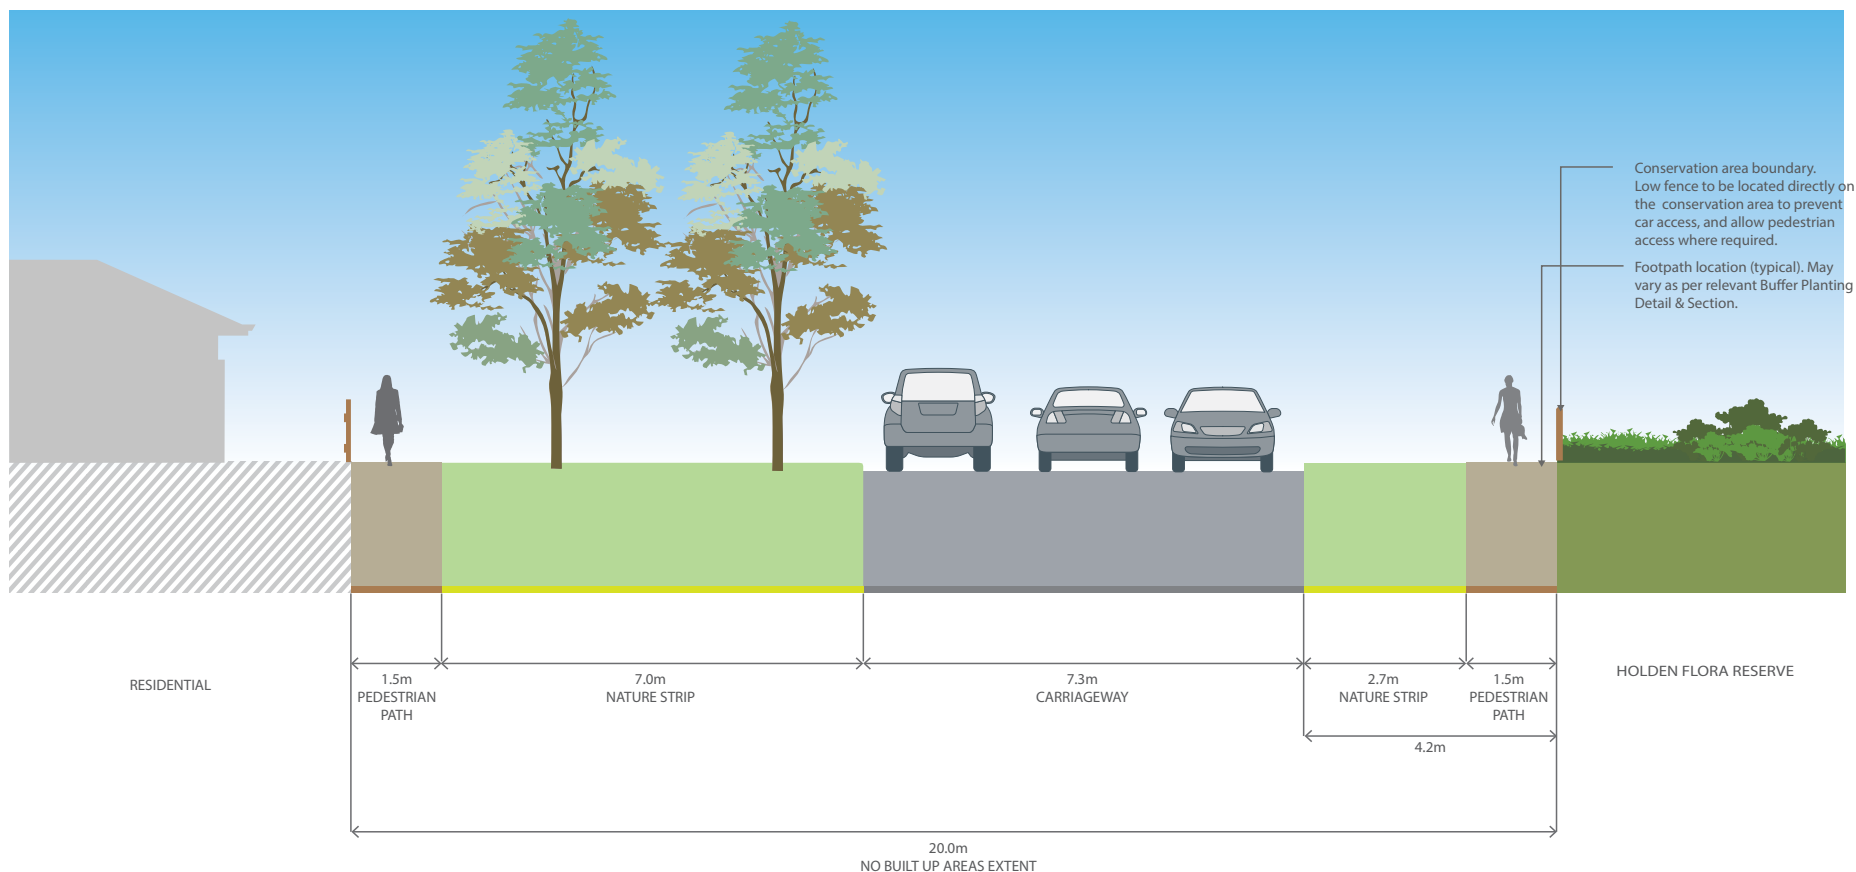 Conservation area boundary.
Low fence to be located directly on
the conservation area to prevent
car access, and allow pedestrian
access where required.
Footpath location (typical). May
vary as per relevant Buffer Planting
Detail & Section.
RESIDENTIAL
1.5m
PEDESTRIAN
PATH
7.0m
NATURE STRIP
7.3m
CARRIAGEWAY
2.7m
NATURE STRIP
1.5m
PEDESTRIAN
PATH
HOLDEN FLORA RESERVE
4.2m
20.0m
NO BUILT UP AREAS EXTENT